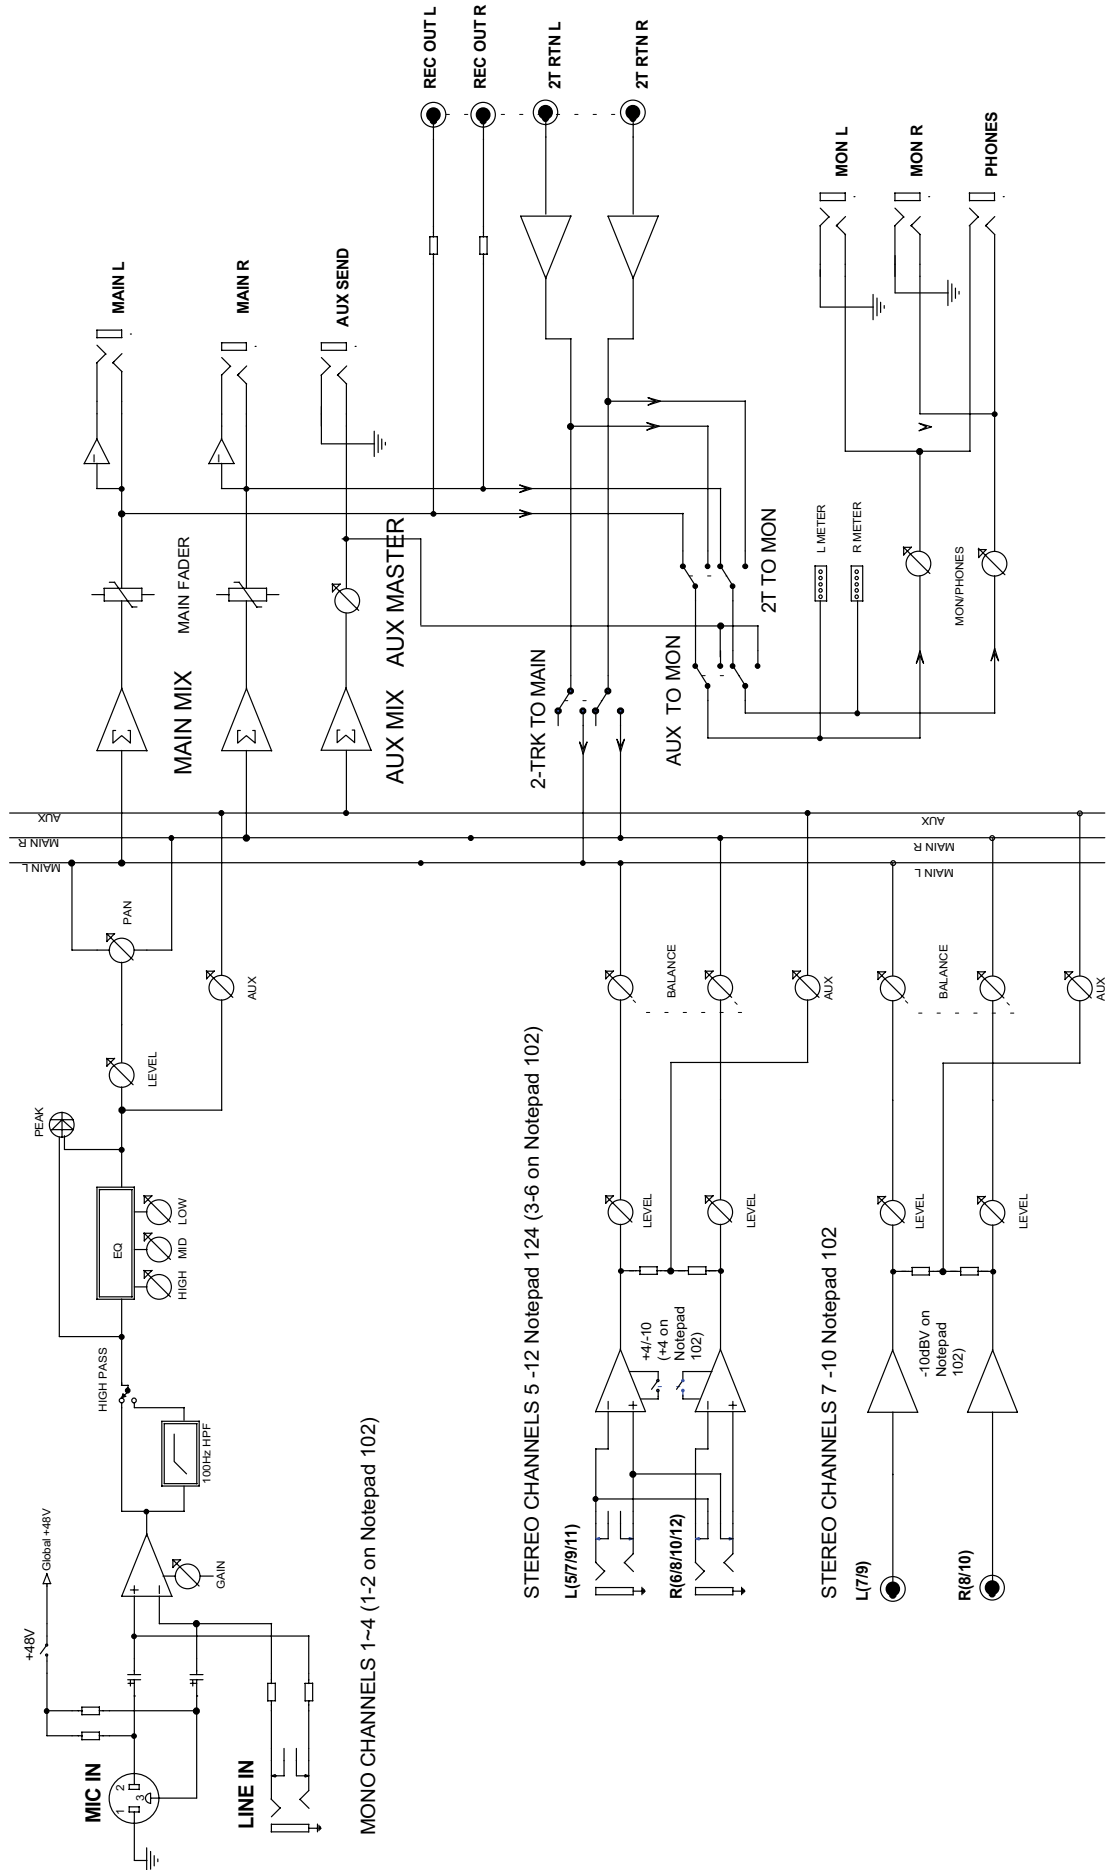 MIC IN
1
2
3
+48V
Global +48V
LINE IN
GAIN
100Hz HPF
HIGH PASS
EQ
HIGH
MID
LOW
PEAK
LEVEL
AUX
PAN
MONO CHANNELS 1~4 (1-2 on Notepad 102)
MAIN L
MAIN R
AUX
MAIN MIX
MAIN FADER
AUX MIX
AUX MASTER
MAIN L
MAIN R
AUX SEND
REC OUT L
REC OUT R
2T RTN L
2T RTN R
2-TRK TO MAIN
AUX TO MON
2T TO MON
L METER
R METER
MON/PHONES
MON L
MON R
PHONES
STEREO CHANNELS 5 -12 Notepad 124 (3-6 on Notepad 102)
L(5/7/9/11)
R(6/8/10/12)
+4/-10
(+4 on
Notepad
102)
LEVEL
LEVEL
BALANCE
AUX
STEREO CHANNELS 7 -10 Notepad 102
L(7/9)
R(8/10)
-10dBV on
Notepad
102)
LEVEL
LEVEL
BALANCE
AUX
MAIN L
MAIN R
AUX